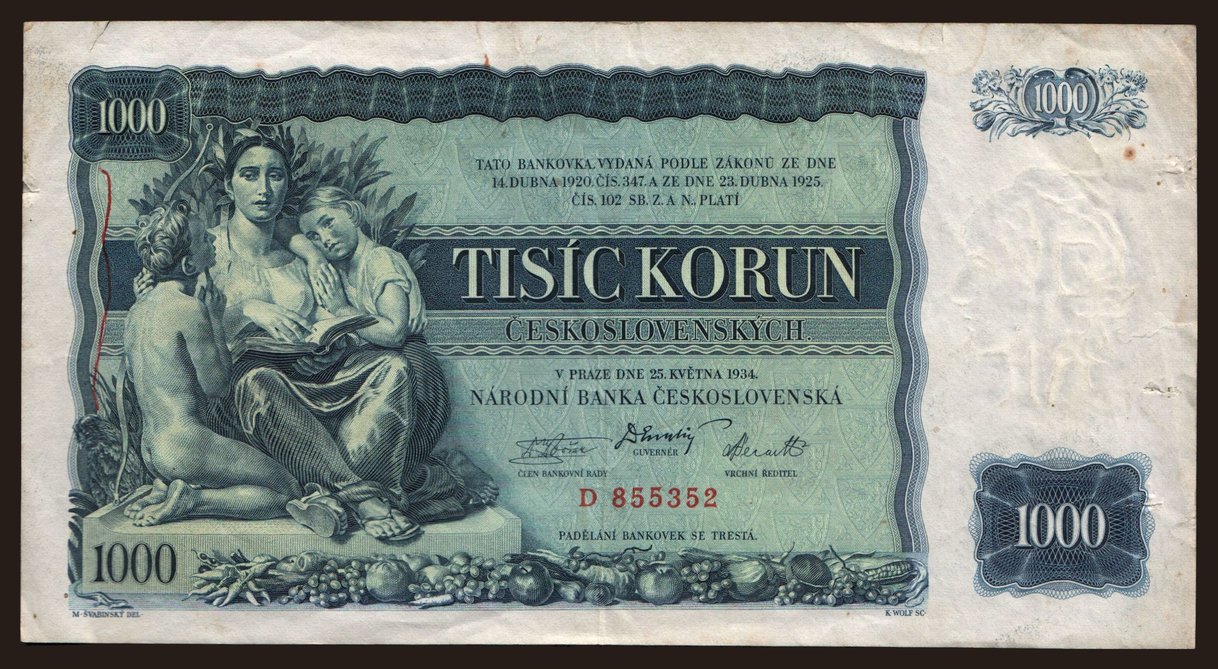 1000
1000
TATO BANKOVKA, VYDANÁ PODLE ZÁKONŮ ZE DNE
14. DUBNA 1920, ČÍS. 347, A ZE DNE 23. DUBNA 1925,
ČÍS. 102 SB. Z. A N., PLATÍ
TISÍC KORUN
ČESKOSLOVENSKÝCH.
V PRAZE DNE 25. KVĚTNA 1934.
NÁRODNÍ BANKA ČESKOSLOVENSKÁ
ČLEN BANKOVNÍ RADY
GUVERNÉR
VRCHNÍ ŘEDITEL
D 855352
PADĚLÁNÍ BANKOVEK SE TRESTÁ.
1000
1000
M. ŠVABINSKÝ DEL.
K. WOLF SC.